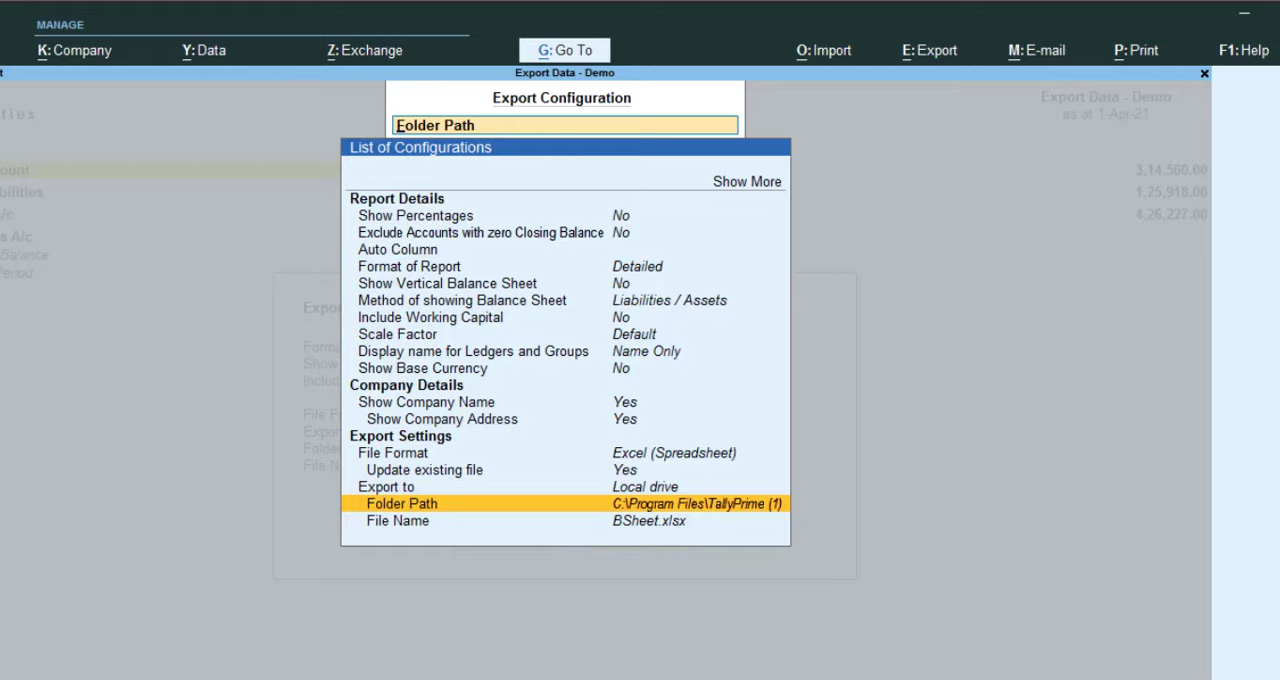 MANAGE
K: Company Y: Data Z: Exchange G: Go To O: Import E: Export M: E-mail P: Print F1: Help
Export Data - Demo
Export Configuration
Export Data - Demo
as at 1-Apr-21
Folder Path
List of Configurations
Show More
3,14,560.00
1,25,918.00
4,26,227.00
Report Details
Show Percentages No
Exclude Accounts with zero Closing Balance No
Auto Column
Format of Report Detailed
Show Vertical Balance Sheet No
Method of showing Balance Sheet Liabilities / Assets
Include Working Capital No
Scale Factor Default
Display name for Ledgers and Groups Name Only
Show Base Currency No
Company Details
Show Company Name Yes
Show Company Address Yes
Export Settings
File Format Excel (Spreadsheet)
Update existing file Yes
Export to Local drive
Folder Path C:\Program Files\TallyPrime (1)
File Name BSheet.xlsx